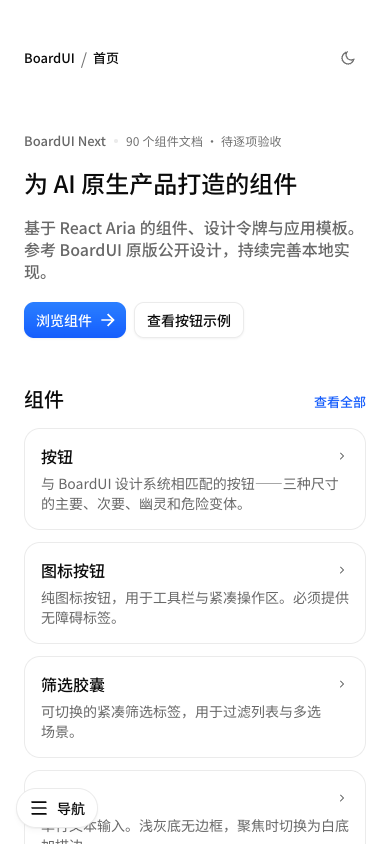 BoardUI / 首页
BoardUI Next • 90 个组件文档 • 待逐项验收
为 AI 原生产品打造的组件
基于 React Aria 的组件、设计令牌与应用模板。
参考 BoardUI 原版公开设计，持续完善本地实
现。
浏览组件 → 查看按钮示例
组件 查看全部
按钮
与 BoardUI 设计系统相匹配的按钮——三种尺寸
的主要、次要、幽灵和危险变体。
图标按钮
纯图标按钮，用于工具栏与紧凑操作区。必须提供
无障碍标签。
筛选胶囊
可切换的紧凑筛选标签，用于过滤列表与多选
场景。
导航
单行文本输入。浅灰底无边框，聚焦时切换为白底